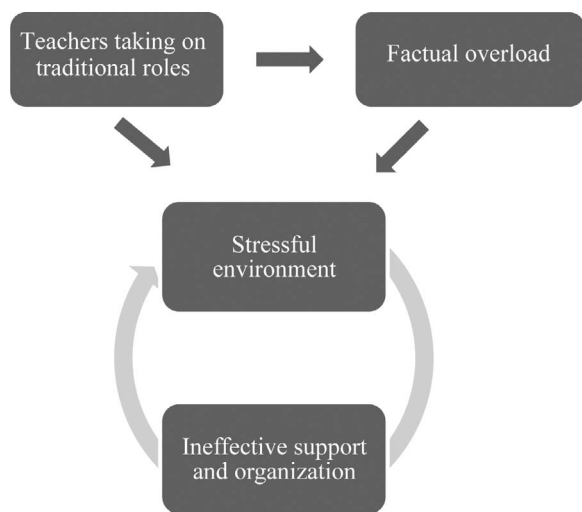 Teachers taking on
traditional roles
Factual overload
Stressful
environment
Ineffective support
and organization